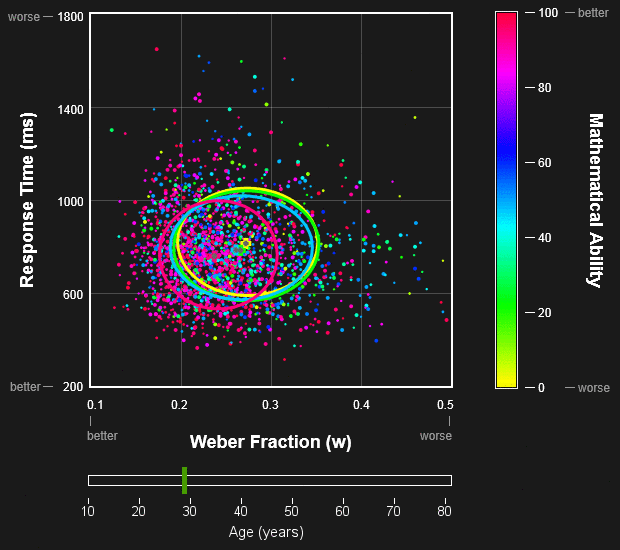 worse
1800
1400
1000
600
better
200
Response Time (ms)
0.1
0.2
0.3
0.4
0.5
better
worse
Weber Fraction (w)
10
20
30
40
50
60
70
80
Age (years)
100
better
80
60
40
20
0
worse
Mathematical Ability